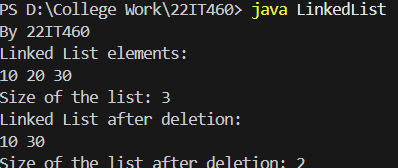 PS D:\College Work\22IT460> java LinkedList
By 22IT460
Linked List elements:
10 20 30
Size of the list: 3
Linked List after deletion:
10 30
Size of the list after deletion: 2